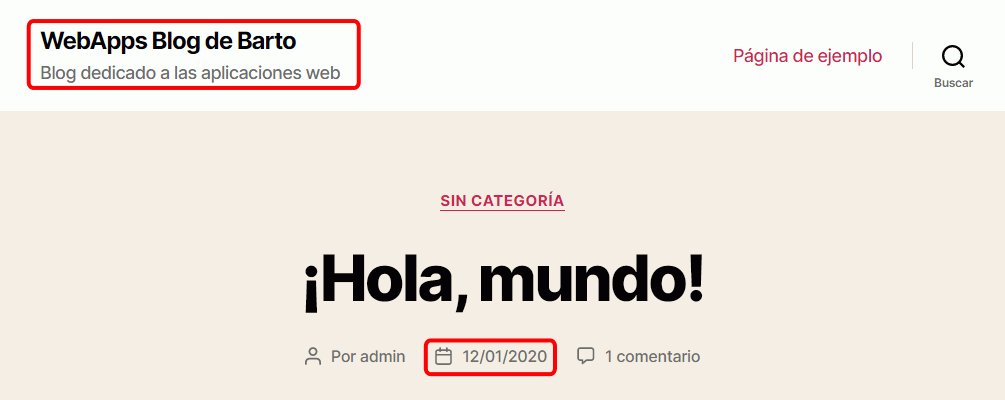 WebApps Blog de Barto
Blog dedicado a las aplicaciones web
Página de ejemplo
Buscar
SIN CATEGORÍA
¡Hola, mundo!
Por admin 12/01/2020 1 comentario